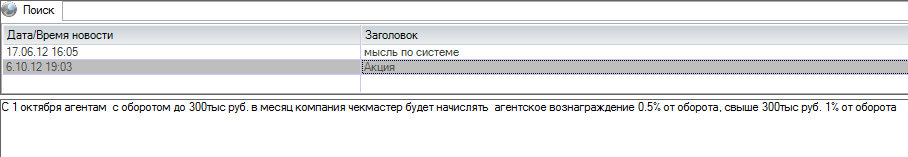 Поиск
Дата/Время новости Заголовок
17.06.12 16:05 мысль по системе
6.10.12 19:03 Акция
С 1 октября агентам с оборотом до 300тыс руб. в месяц компания чекмастер будет начислять агентское вознаграждение 0.5% от оборота, свыше 300тыс руб. 1% от оборота